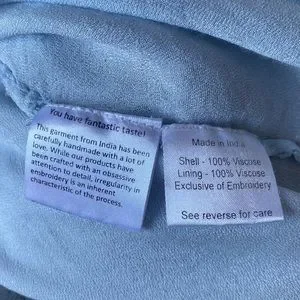 You have fantastic taste!
This garment from India has been
carefully handmade with a lot of
love. While our products have
been crafted with an obsessive
attention to detail, irregularity in
embroidery is an inherent
characteristic of the process.
Made in India
Shell - 100% Viscose
Lining - 100% Viscose
Exclusive of Embroidery
See reverse for care